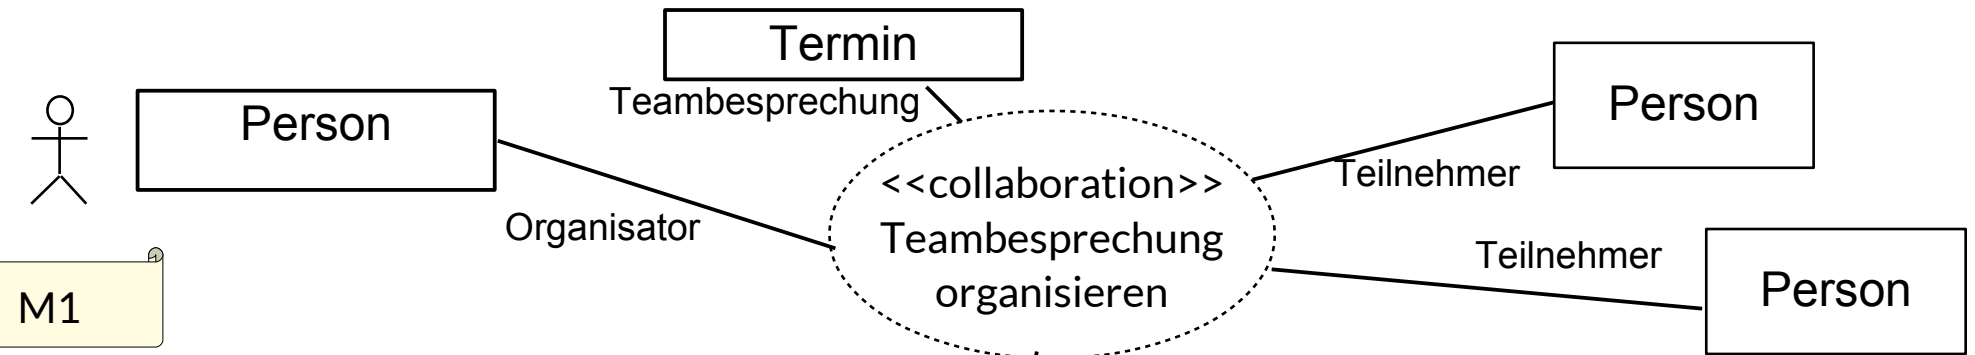 Termin
Teambesprechung
Person
Person
<<collaboration>>
Teambesprechung
organisieren
Teilnehmer
Organisator
Teilnehmer
Person
M1